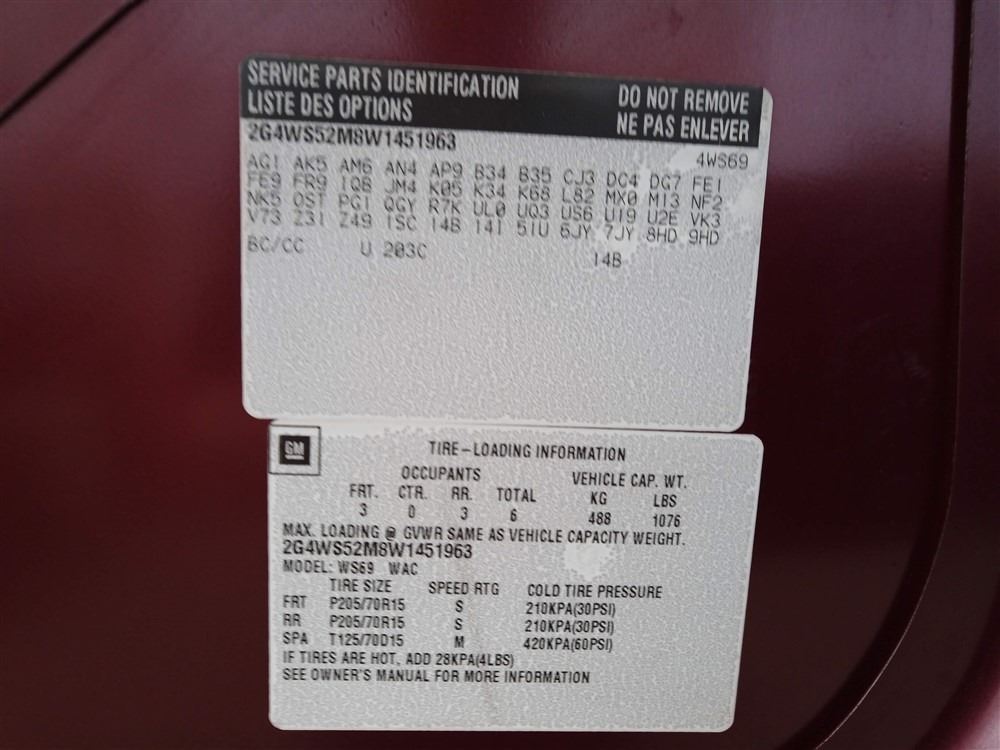 SERVICE PARTS IDENTIFICATION
LISTE DES OPTIONS
DO NOT REMOVE
NE PAS ENLEVER
2G4WS52M8W1451963
4WS69
AG1 AK5 AM6 AN4 AP9 B34 B35 CJ3 DC4 DG7 FE1
FE9 FR9 IQB JM4 K05 K34 K68 L82 MX0 M13 NF2
NK5 OST PG1 QGY R7K UL0 UQ3 US6 U19 U2E VK3
V73 Z31 Z49 1SC 14B 14I 51U 6JY 7JY 8HD 9HD
BC/CC U 203C 14B
GM
TIRE-LOADING INFORMATION
OCCUPANTS VEHICLE CAP. WT.
FRT. CTR. RR. TOTAL KG LBS
3 0 3 6 488 1076
MAX. LOADING @ GVWR SAME AS VEHICLE CAPACITY WEIGHT.
2G4WS52M8W1451963
MODEL: WS69 WAC
TIRE SIZE SPEED RTG COLD TIRE PRESSURE
FRT P205/70R15 S 210KPA(30PSI)
RR P205/70R15 S 210KPA(30PSI)
SPA T125/70D15 M 420KPA(60PSI)
IF TIRES ARE HOT, ADD 28KPA(4LBS)
SEE OWNER'S MANUAL FOR MORE INFORMATION